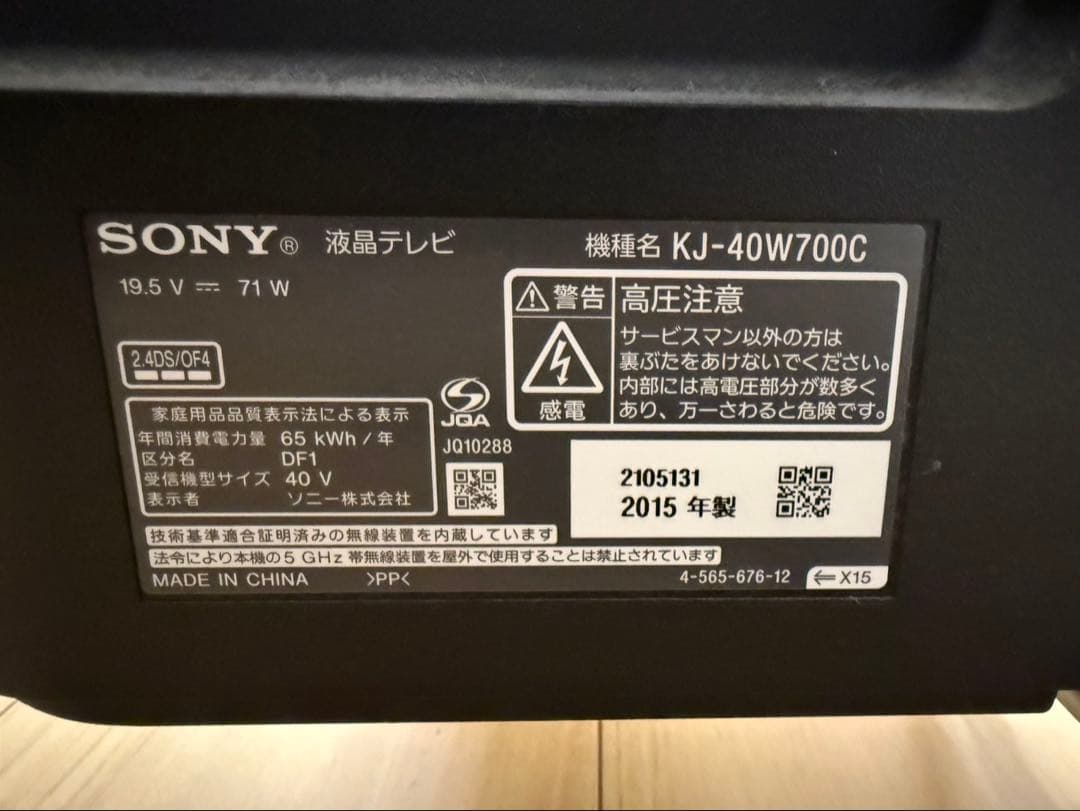 SONY® 液晶テレビ
機種名 KJ-40W700C
19.5 V ⎓ 71 W
⚠警告 高圧注意
サービスマン以外の方は
裏ぶたをあけないでください。
内部には高電圧部分が数多く
あり、万一さわると危険です。
感電
2.4DS/OF4
家庭用品品質表示法による表示
年間消費電力量 65 kWh / 年
区分名 DF1
受信機型サイズ 40 V
表示者 ソニー株式会社
JQA
JQ10288
2105131
2015 年製
技術基準適合証明済みの無線装置を内蔵しています
法令により本機の5 GHz 帯無線装置を屋外で使用することは禁止されています
MADE IN CHINA >PP< 4-565-676-12 ⇐ X15